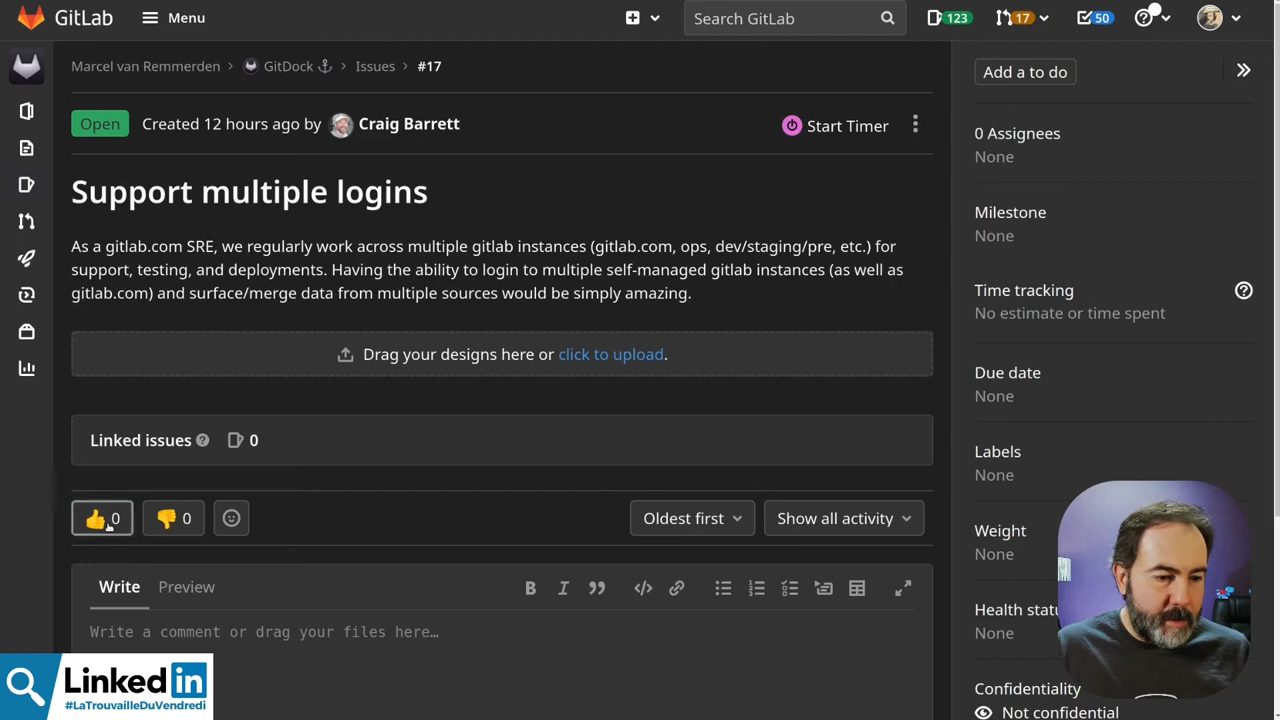 GitLab
Menu
Search GitLab
123
17
50
Marcel van Remmerden
GitDock ⚓
Issues
#17
Open
Created 12 hours ago by Craig Barrett
Start Timer
Support multiple logins
As a gitlab.com SRE, we regularly work across multiple gitlab instances (gitlab.com, ops, dev/staging/pre, etc.) for
support, testing, and deployments. Having the ability to login to multiple self-managed gitlab instances (as well as
gitlab.com) and surface/merge data from multiple sources would be simply amazing.
Drag your designs here or click to upload.
Linked issues
0
👍 0
👎 0
Oldest first
Show all activity
Write
Preview
Write a comment or drag your files here…
Add a to do
0 Assignees
None
Milestone
None
Time tracking
No estimate or time spent
Due date
None
Labels
None
Weight
None
Health statu
None
Confidentiality
Not confidential
Linkedin
#LaTrouvailleDuVendredi